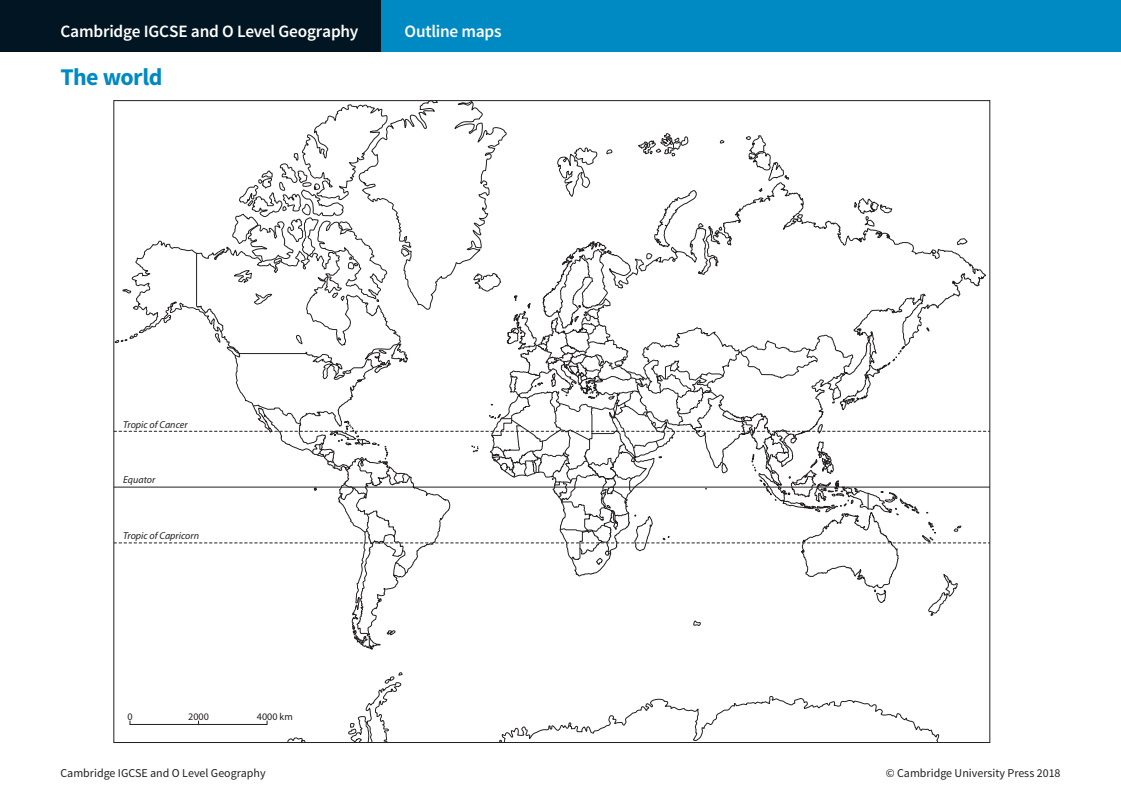 Cambridge IGCSE and O Level Geography
Outline maps
The world
Tropic of Cancer
Equator
Tropic of Capricorn
0 2000 4000 km
Cambridge IGCSE and O Level Geography
© Cambridge University Press 2018